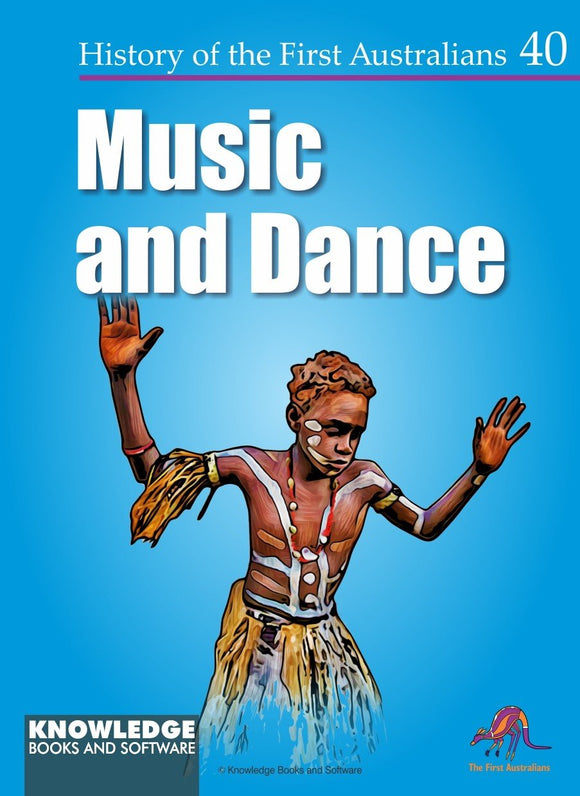 History of the First Australians 40
Music
and Dance
KNOWLEDGE
BOOKS AND SOFTWARE
© Knowledge Books and Software
The First Australians